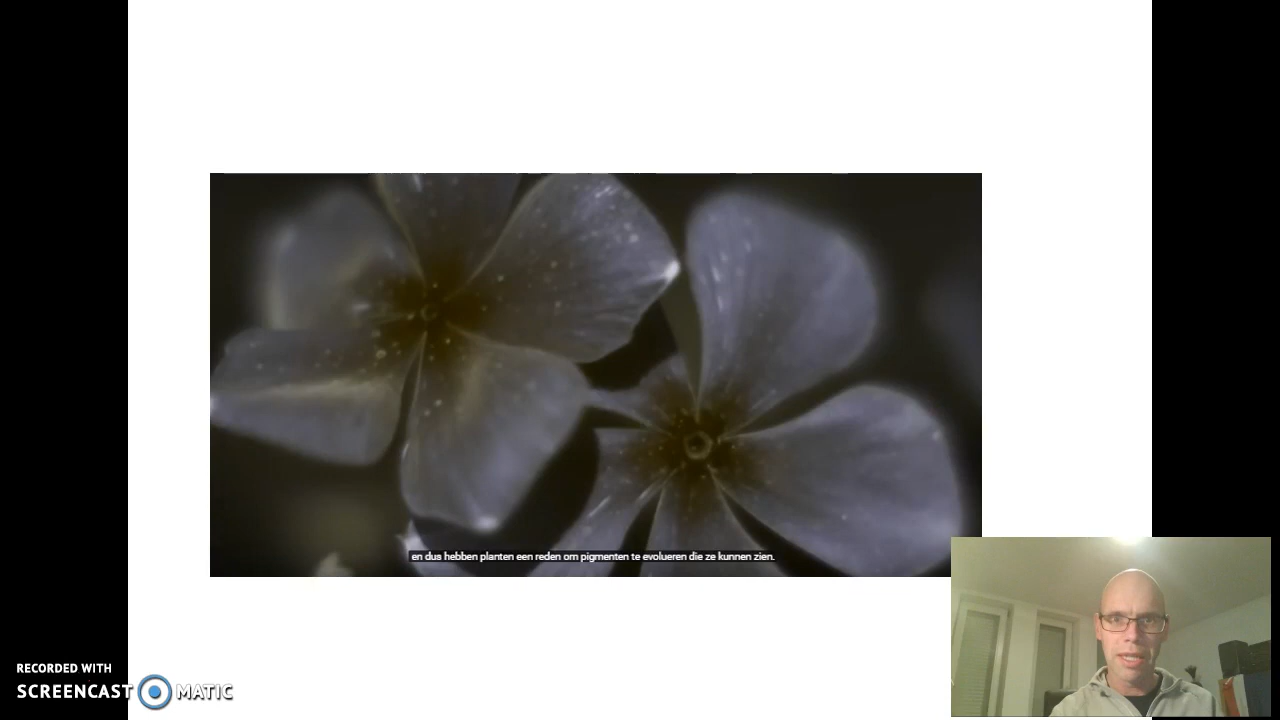 en dus hebben planten een reden om pigmenten te evolueren die ze kunnen zien.
RECORDED WITH
SCREENCAST MATIC